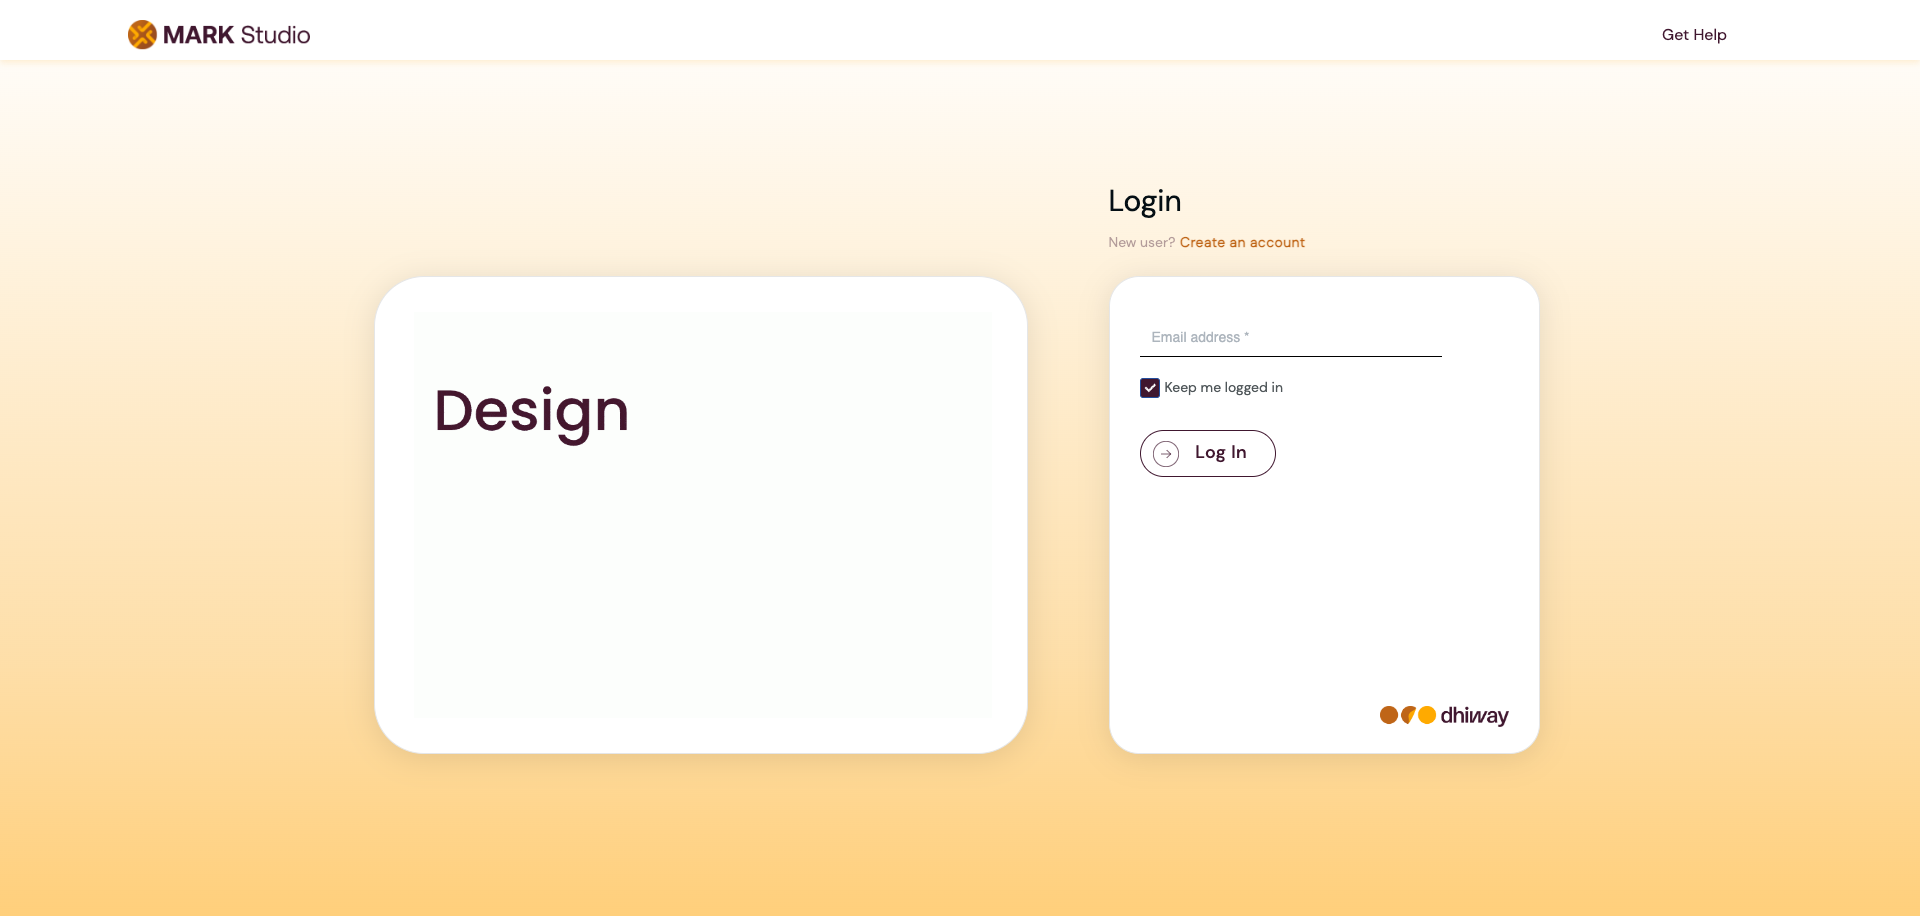 MARK Studio
Get Help
Login
New user? Create an account
Design
Email address *
Keep me logged in
Log In
dhiway